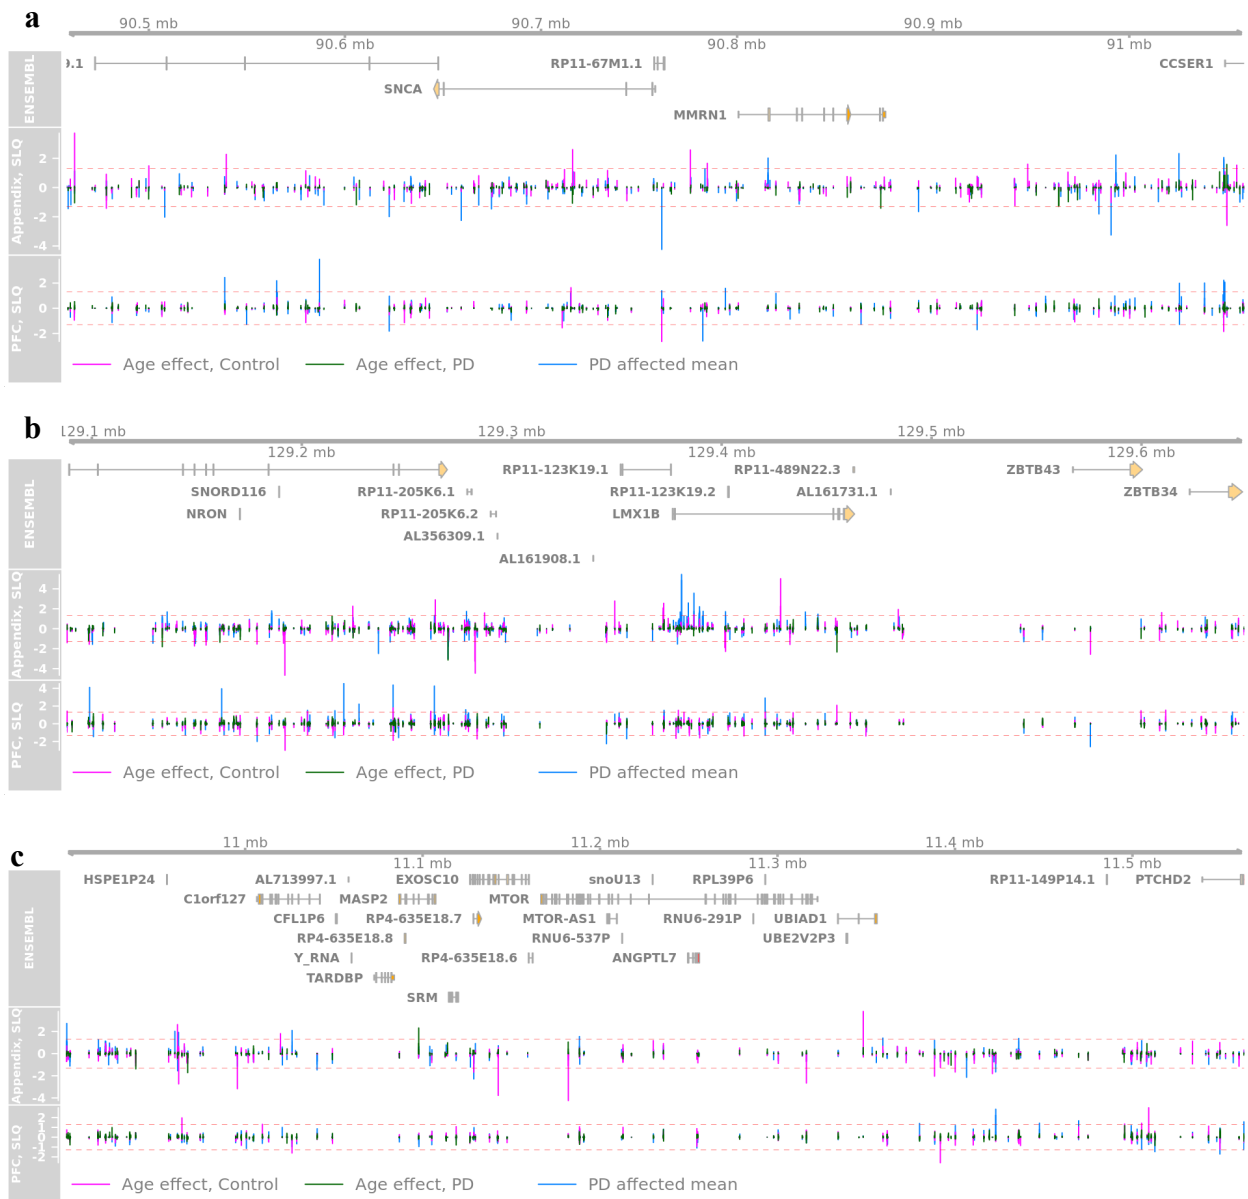 a
90.5 mb 90.7 mb 90.9 mb
90.6 mb 90.8 mb 91 mb
ENSEMBL
.1 RP11-67M1.1 CCSER1
SNCA
MMRN1
Appendix, SLQ
2
0
-2
-4
PFC, SLQ
2
0
-2
Age effect, Control Age effect, PD PD affected mean
b
129.1 mb 129.3 mb 129.5 mb
129.2 mb 129.4 mb 129.6 mb
ENSEMBL
RP11-123K19.1 RP11-489N22.3 ZBTB43
SNORD116 RP11-205K6.1 RP11-123K19.2 AL161731.1 ZBTB34
NRON RP11-205K6.2 LMX1B
AL356309.1
AL161908.1
Appendix, SLQ
4
2
0
-2
-4
PFC, SLQ
4
2
0
-2
Age effect, Control Age effect, PD PD affected mean
c
11 mb 11.2 mb 11.4 mb
11.1 mb 11.3 mb 11.5 mb
ENSEMBL
HSPE1P24 AL713997.1 EXOSC10 snoU13 RPL39P6 RP11-149P14.1 PTCHD2
C1orf127 MASP2 MTOR
CFL1P6 RP4-635E18.7 MTOR-AS1 RNU6-291P UBIAD1
RP4-635E18.8 RNU6-537P UBE2V2P3
Y_RNA RP4-635E18.6 ANGPTL7
TARDBP
SRM
Appendix, SLQ
2
0
-2
-4
PFC, SLQ
2
1
0
-1
-2
Age effect, Control Age effect, PD PD affected mean